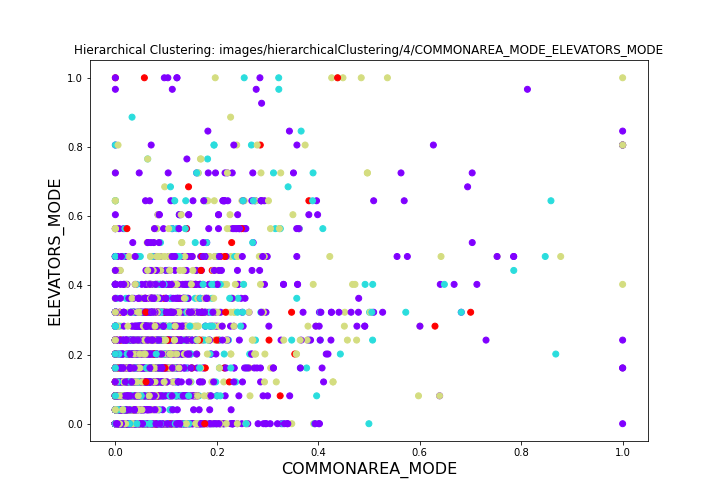 Hierarchical Clustering: images/hierarchicalClustering/4/COMMONAREA_MODE_ELEVATORS_MODE
1.0
0.8
0.6
0.4
0.2
0.0
ELEVATORS_MODE
0.0 0.2 0.4 0.6 0.8 1.0
COMMONAREA_MODE